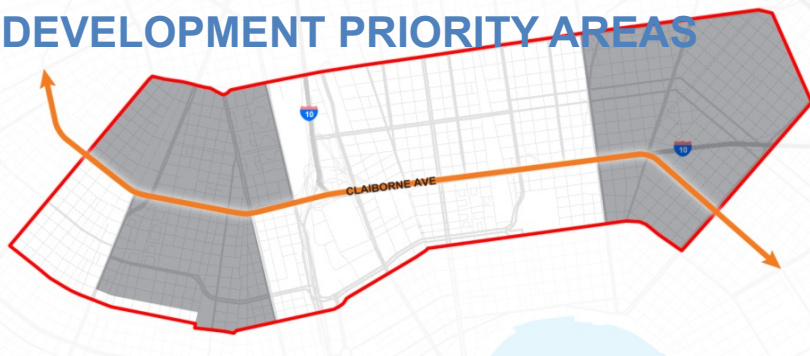 DEVELOPMENT PRIORITY AREAS
10
10
CLAIBORNE AVE